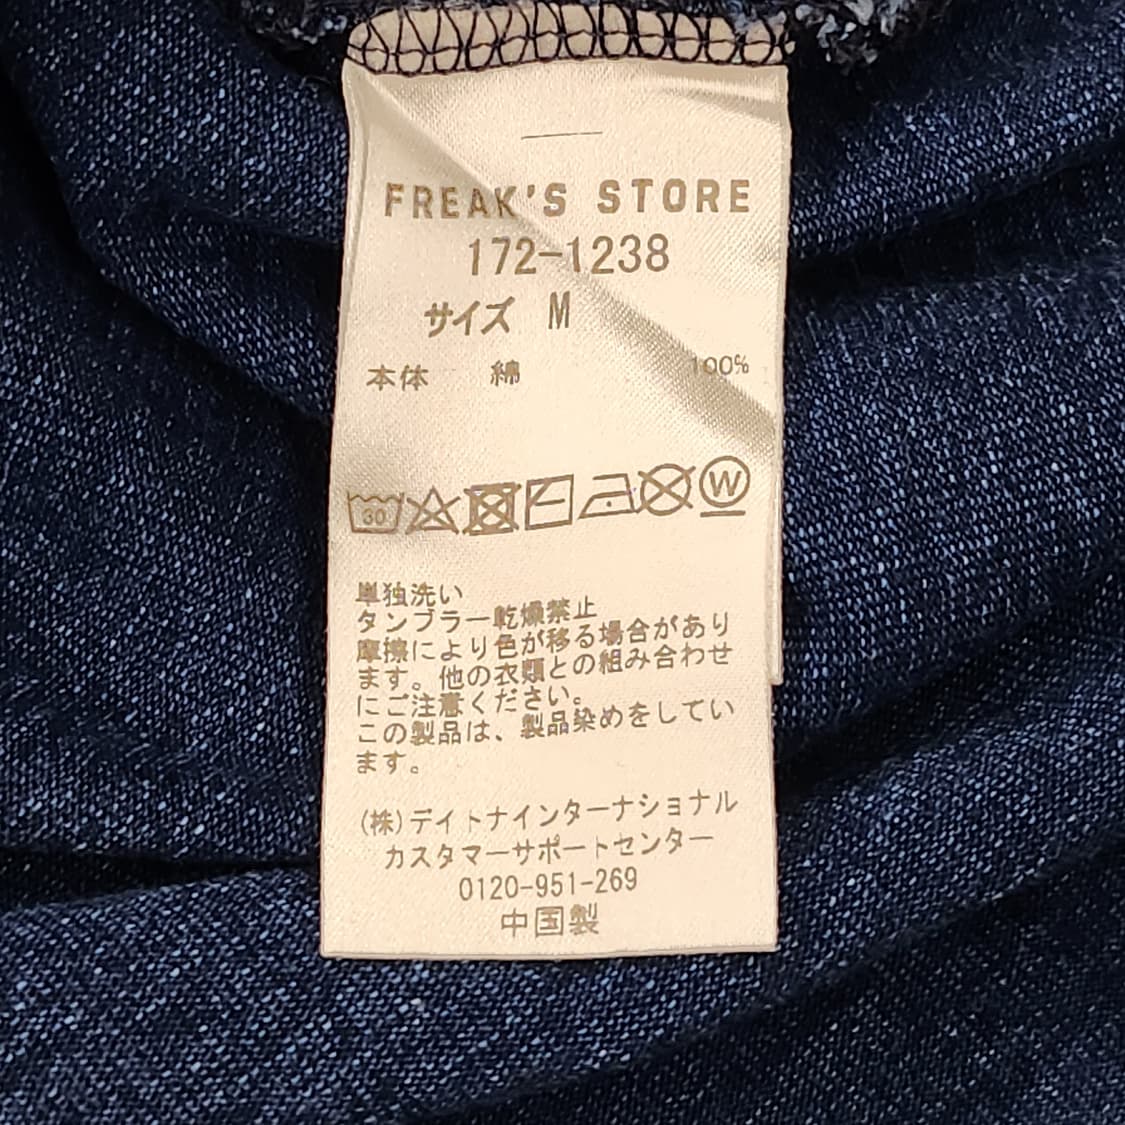 FREAK'S STORE
172-1238
サイズ M
本体 綿 100%
30 W
単独洗い
タンブラー乾燥禁止
摩擦により色が移る場合があり
ます。他の衣類との組み合わせ
にご注意ください。
この製品は、製品染めをしてい
ます。
(株)デイトナインターナショナル
カスタマーサポートセンター
0120-951-269
中国製